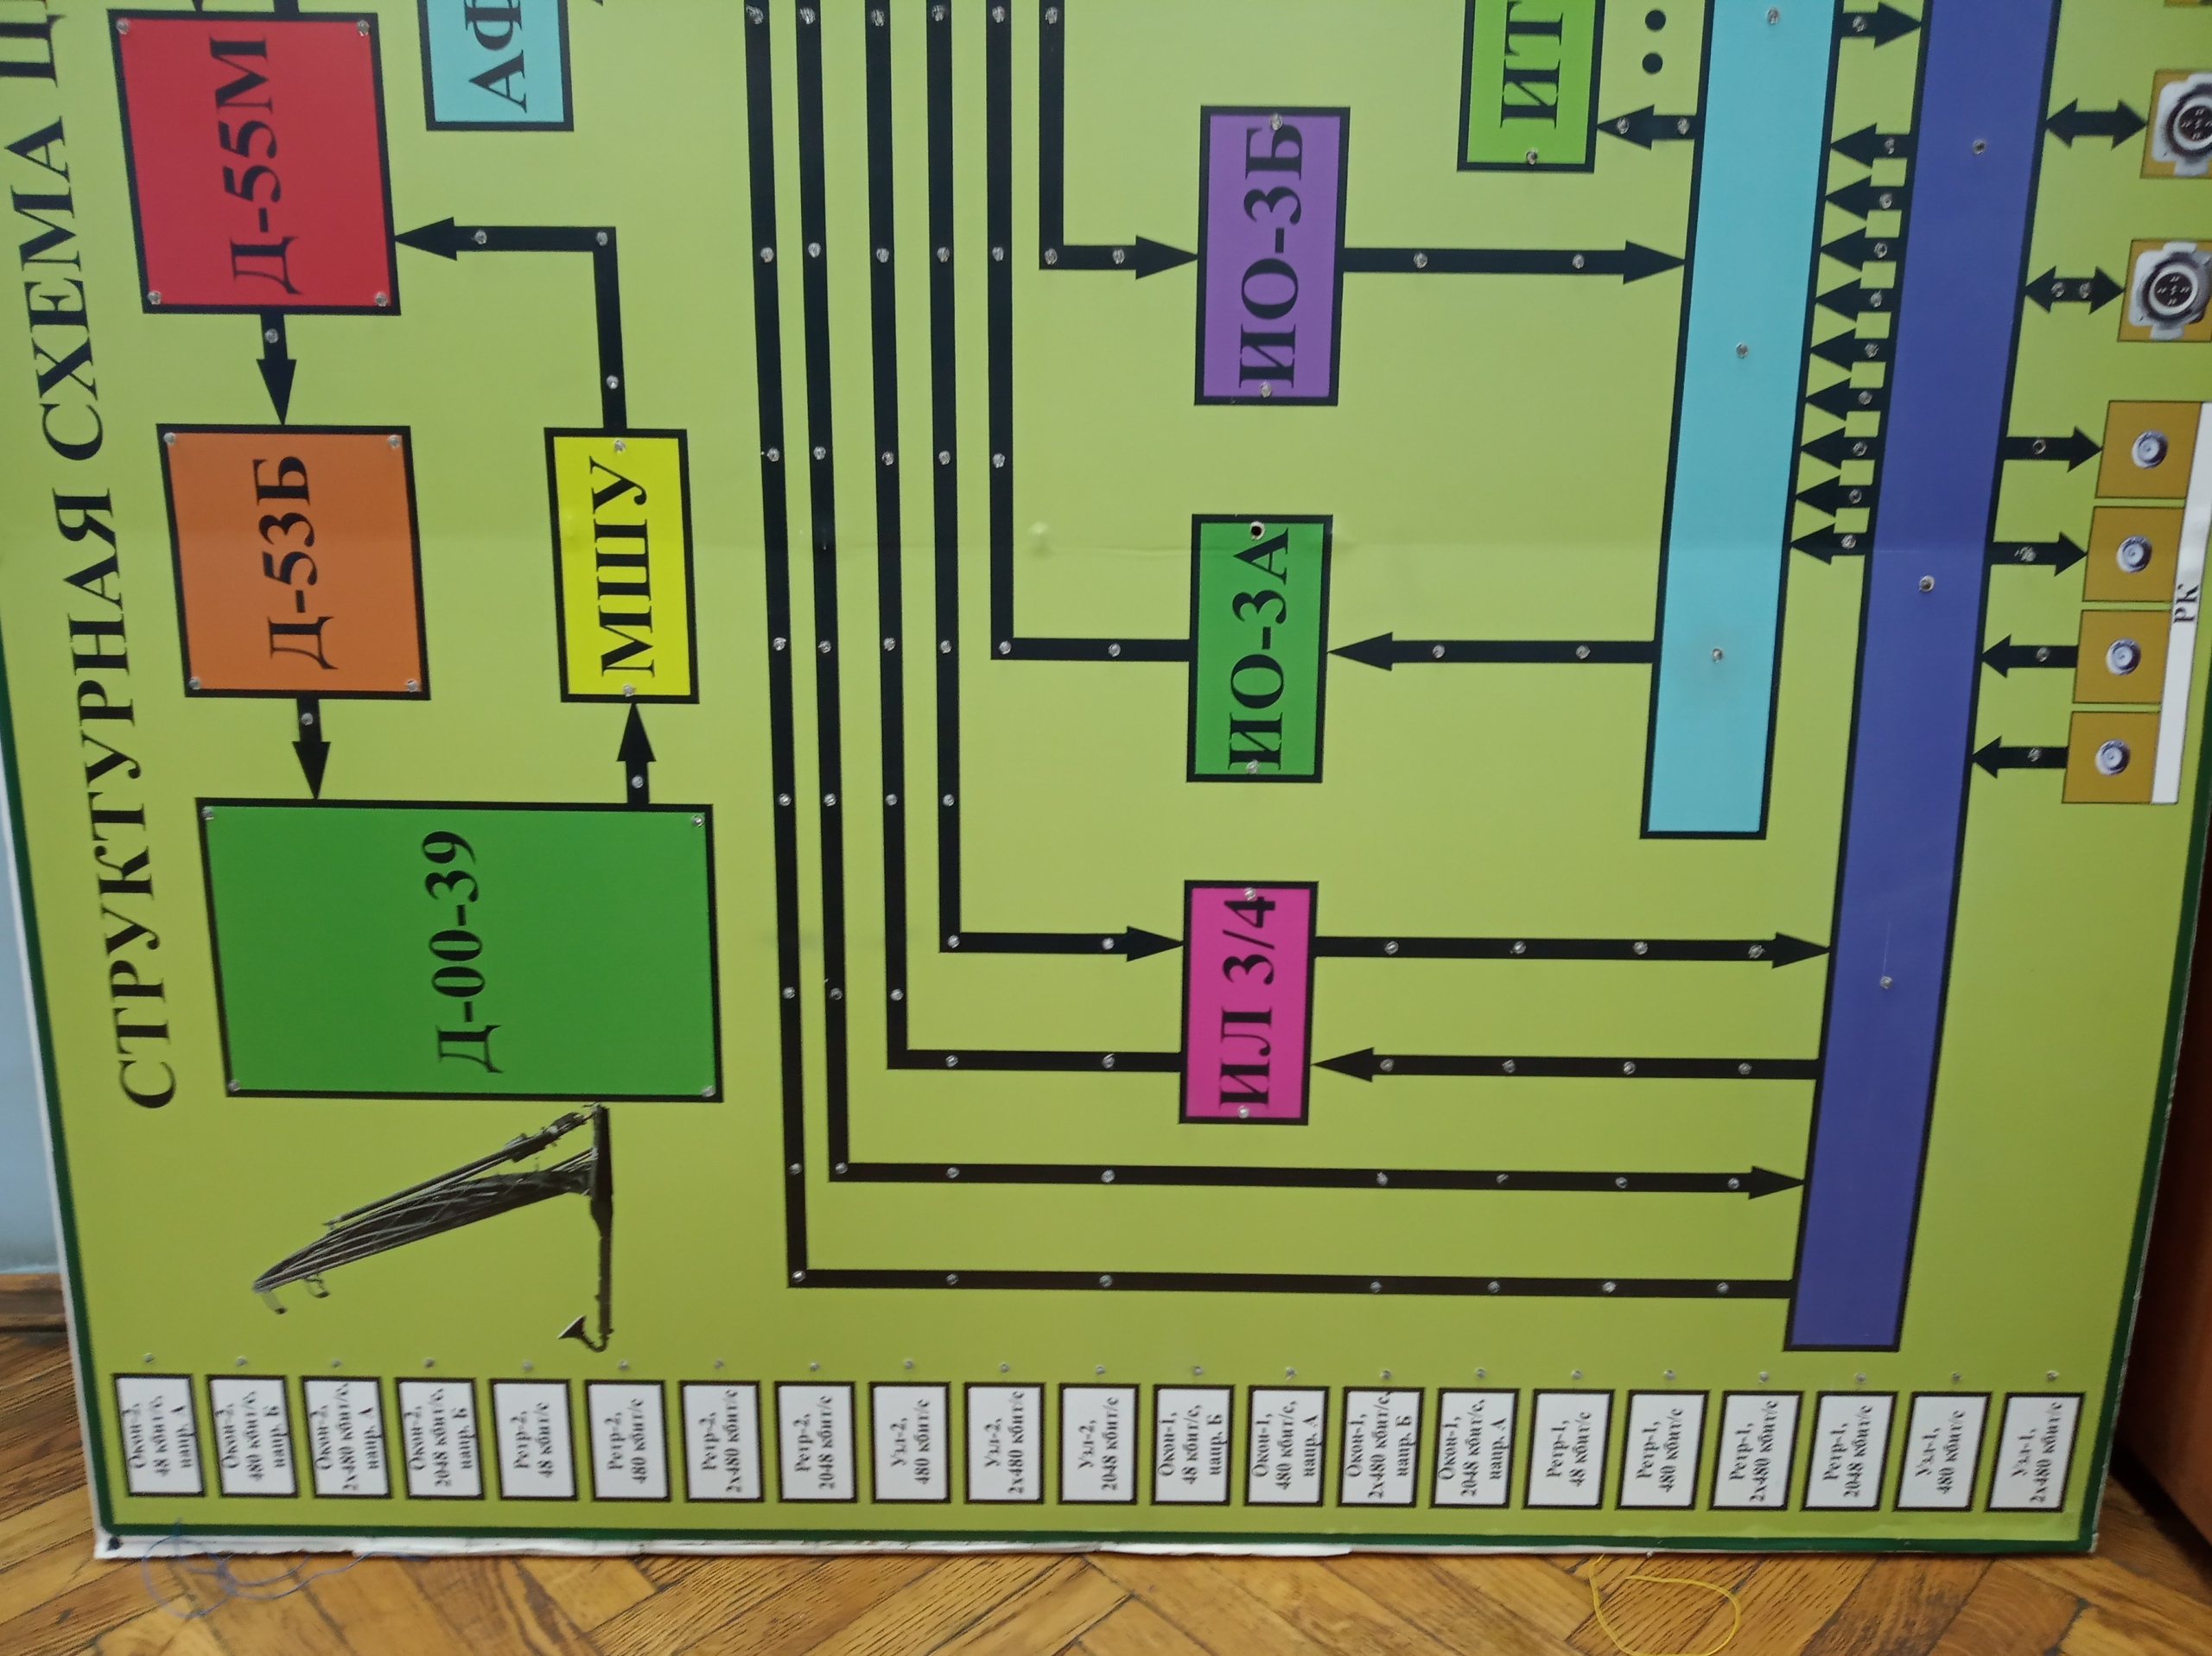 СТРУКТУРНАЯ СХЕМА
Окон-2,
48 кбит/с,
напр. А
Окон-2,
480 кбит/с,
напр. Б
Окон-2,
2х480 кбит/с,
напр. А
Окон-2,
2048 кбит/с,
напр. Б
Ретр-2,
48 кбит/с
Ретр-2,
480 кбит/с
Ретр-2,
2х480 кбит/с
Ретр-2,
2048 кбит/с
Узл-2,
480 кбит/с
Узл-2,
2х480 кбит/с
Узл-2,
2048 кбит/с
Окон-1,
48 кбит/с,
напр. Б
Окон-1,
480 кбит/с,
напр. А
Окон-1,
2х480 кбит/с,
напр. Б
Окон-1,
2048 кбит/с,
напр. А
Ретр-1,
48 кбит/с
Ретр-1,
480 кбит/с
Ретр-1,
2х480 кбит/с
Ретр-1,
2048 кбит/с
Узл-1,
480 кбит/с
Узл-1,
2х480 кбит/с
Д-00-39
Д-53Б
Д-55М
МШУ
АФ
ИЛ 3/4
ИО-3А
ИО-3Б
ИТ
РК